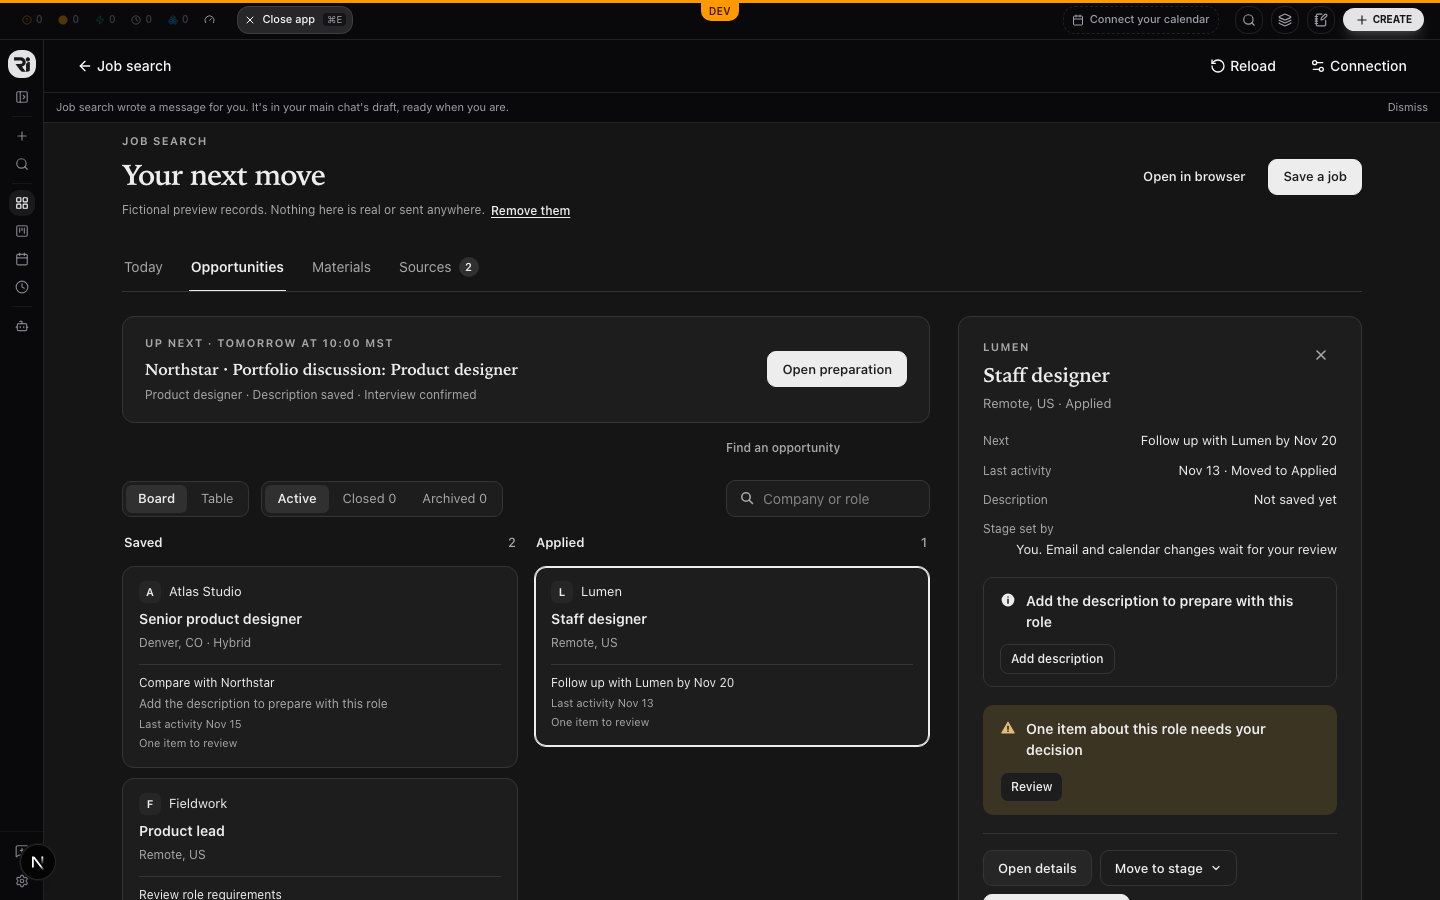 0
0
0
0
0
Close app
⌘E
DEV
Connect your calendar
CREATE
Job search
Reload
Connection
Job search wrote a message for you. It's in your main chat's draft, ready when you are.
Dismiss
JOB SEARCH
Your next move
Open in browser
Save a job
Fictional preview records. Nothing here is real or sent anywhere. Remove them
Today
Opportunities
Materials
Sources 2
UP NEXT · TOMORROW AT 10:00 MST
Northstar · Portfolio discussion: Product designer
Product designer · Description saved · Interview confirmed
Open preparation
Find an opportunity
Board
Table
Active
Closed 0
Archived 0
Company or role
Saved
2
A
Atlas Studio
Senior product designer
Denver, CO · Hybrid
Compare with Northstar
Add the description to prepare with this role
Last activity Nov 15
One item to review
F
Fieldwork
Product lead
Remote, US
Review role requirements
Applied
1
L
Lumen
Staff designer
Remote, US
Follow up with Lumen by Nov 20
Last activity Nov 13
One item to review
LUMEN
Staff designer
Remote, US · Applied
Next
Follow up with Lumen by Nov 20
Last activity
Nov 13 · Moved to Applied
Description
Not saved yet
Stage set by
You. Email and calendar changes wait for your review
Add the description to prepare with this
role
Add description
One item about this role needs your
decision
Review
Open details
Move to stage
N